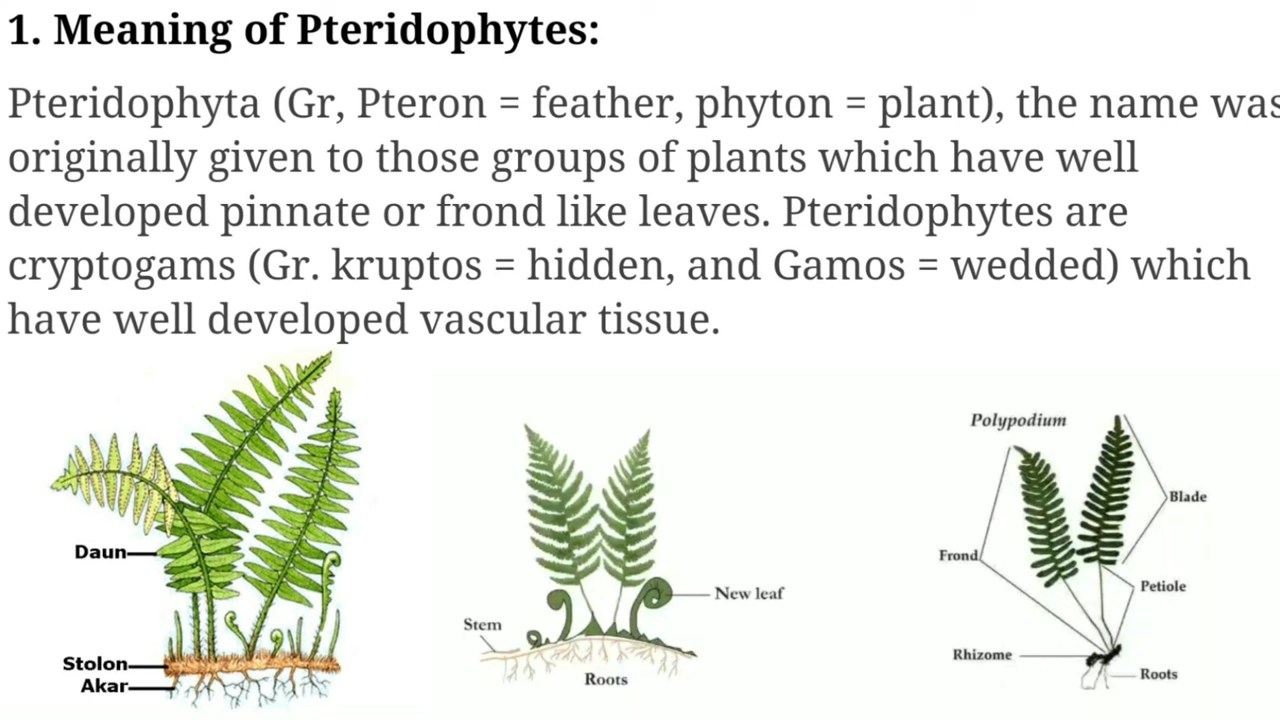 1. Meaning of Pteridophytes:
Pteridophyta (Gr, Pteron = feather, phyton = plant), the name was
originally given to those groups of plants which have well
developed pinnate or frond like leaves. Pteridophytes are
cryptogams (Gr. kruptos = hidden, and Gamos = wedded) which
have well developed vascular tissue.
Daun
Stolon
Akar
New leaf
Stem
Roots
Polypodium
Blade
Frond
Petiole
Rhizome
Roots